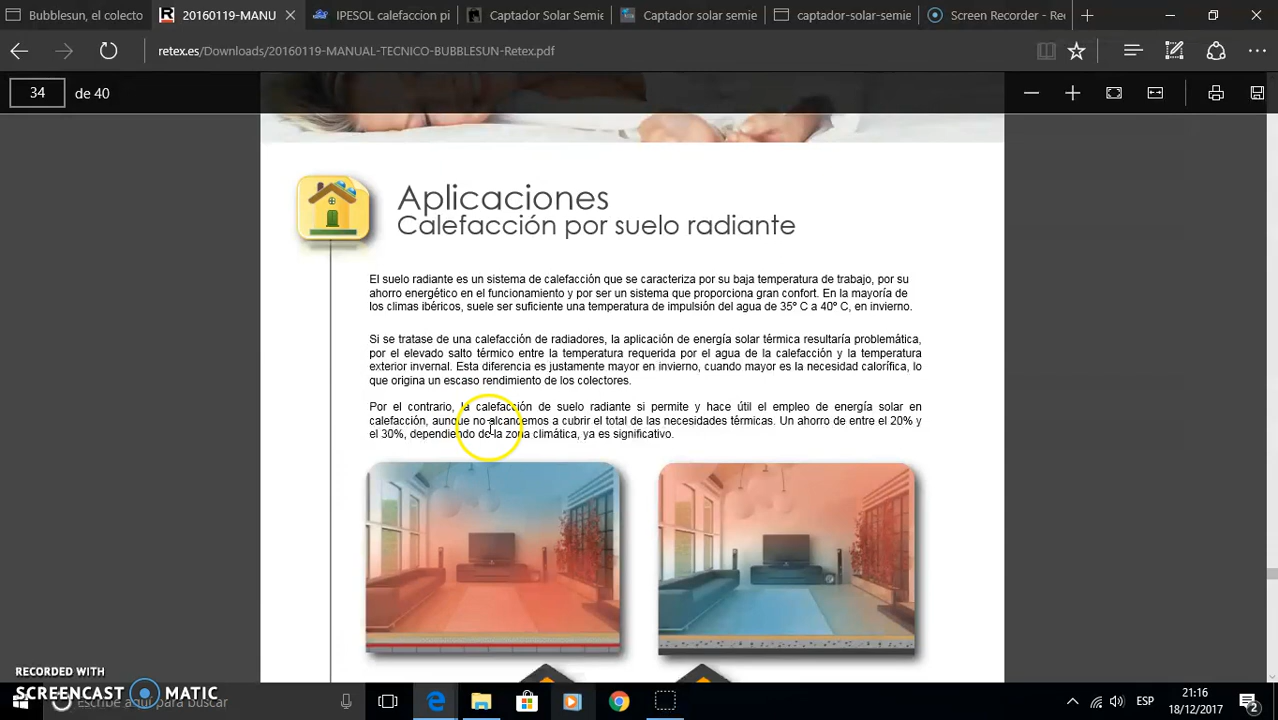 Bubblesun, el colecto
20160119-MANU
IPESOL calefaccion pi
Captador Solar Semie
Captador solar semie
captador-solar-semie
Screen Recorder - Rec
retex.es/Downloads/20160119-MANUAL-TECNICO-BUBBLESUN-Retex.pdf
34 de 40
Aplicaciones
Calefacción por suelo radiante
El suelo radiante es un sistema de calefacción que se caracteriza por su baja temperatura de trabajo, por su
ahorro energético en el funcionamiento y por ser un sistema que proporciona gran confort. En la mayoría de
los climas ibéricos, suele ser suficiente una temperatura de impulsión del agua de 35º C a 40º C, en invierno.
Si se tratase de una calefacción de radiadores, la aplicación de energía solar térmica resultaría problemática,
por el elevado salto térmico entre la temperatura requerida por el agua de la calefacción y la temperatura
exterior invernal. Esta diferencia es justamente mayor en invierno, cuando mayor es la necesidad calorífica, lo
que origina un escaso rendimiento de los colectores.
Por el contrario, la calefacción de suelo radiante si permite y hace útil el empleo de energía solar en
calefacción, aunque no alcancemos a cubrir el total de las necesidades térmicas. Un ahorro de entre el 20% y
el 30%, dependiendo de la zona climática, ya es significativo.
RECORDED WITH
SCREENCAST MATIC
Escribe aquí para buscar
ESP
21:16
18/12/2017
2